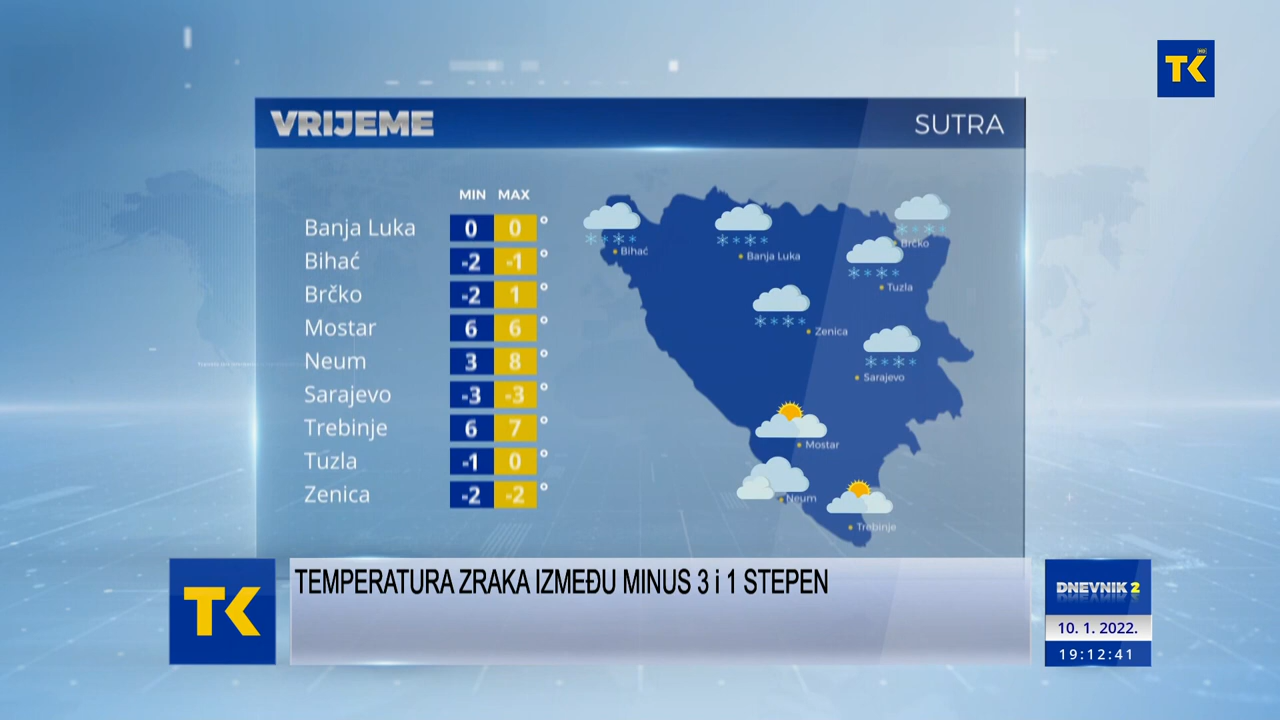 TK HD
VRIJEME
SUTRA
MIN MAX
Banja Luka 0 0 °
Bihać -2 -1 °
Brčko -2 1 °
Mostar 6 6 °
Neum 3 8 °
Sarajevo -3 -3 °
Trebinje 6 7 °
Tuzla -1 0 °
Zenica -2 -2 °
Bihać
Banja Luka
Brčko
Tuzla
Zenica
Sarajevo
Mostar
Neum
Trebinje
TK
TEMPERATURA ZRAKA IZMEĐU MINUS 3 i 1 STEPEN
DNEVNIK 2
10. 1. 2022.
19:12:41